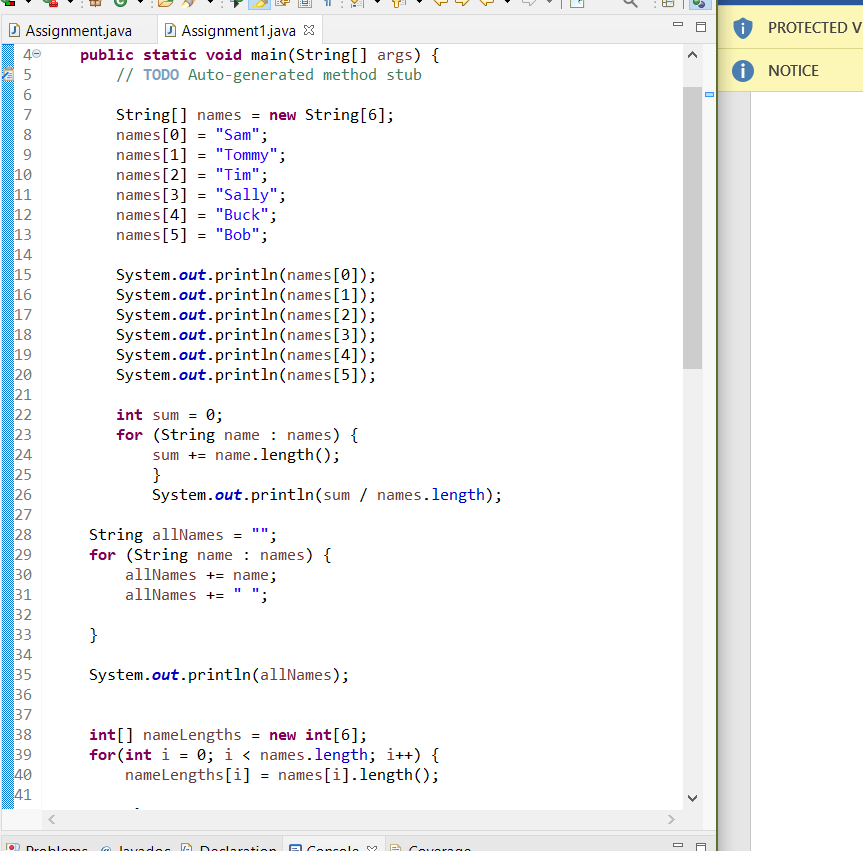 Assignment.java
Assignment1.java
PROTECTED V
NOTICE
4 public static void main(String[] args) {
5 // TODO Auto-generated method stub
6
7 String[] names = new String[6];
8 names[0] = "Sam";
9 names[1] = "Tommy";
10 names[2] = "Tim";
11 names[3] = "Sally";
12 names[4] = "Buck";
13 names[5] = "Bob";
14
15 System.out.println(names[0]);
16 System.out.println(names[1]);
17 System.out.println(names[2]);
18 System.out.println(names[3]);
19 System.out.println(names[4]);
20 System.out.println(names[5]);
21
22 int sum = 0;
23 for (String name : names) {
24 sum += name.length();
25 }
26 System.out.println(sum / names.length);
27
28 String allNames = "";
29 for (String name : names) {
30 allNames += name;
31 allNames += " ";
32
33 }
34
35 System.out.println(allNames);
36
37
38 int[] nameLengths = new int[6];
39 for(int i = 0; i < names.length; i++) {
40 nameLengths[i] = names[i].length();
41
Problems
Javadoc
Declaration
Console
Coverage